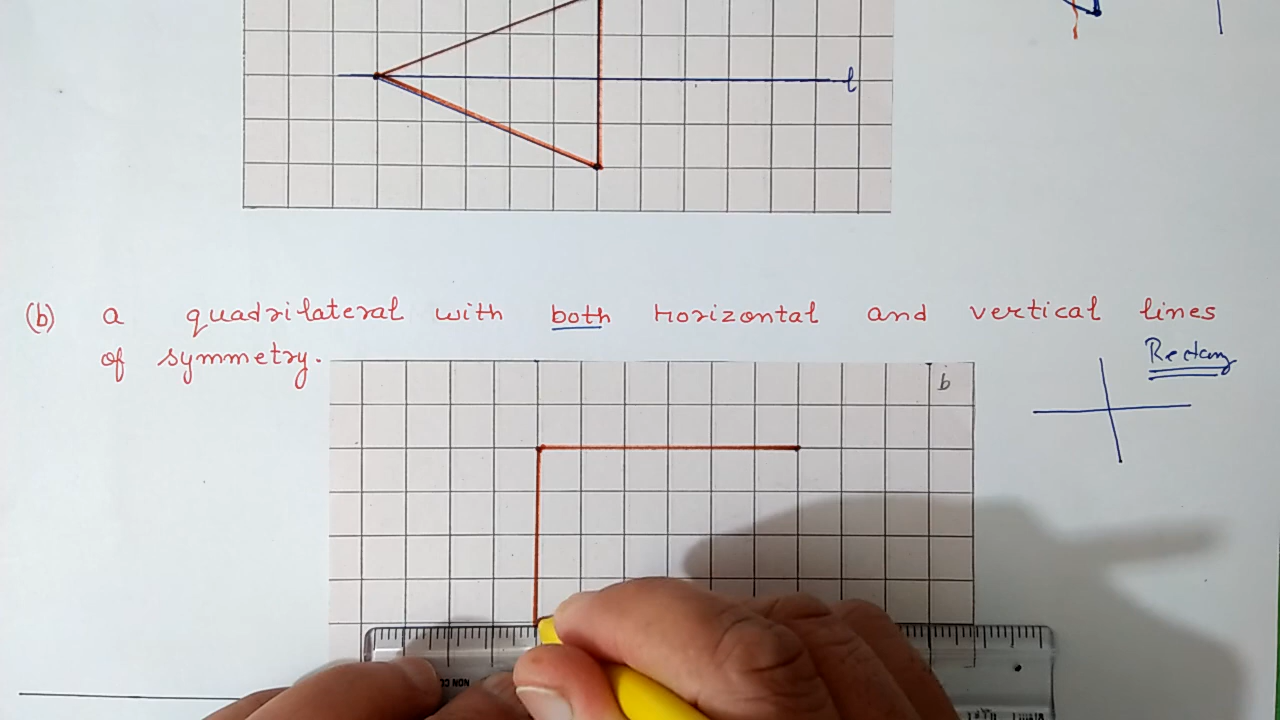 l
(b) a quadrilateral with both Horizontal and vertical lines
of symmetry.
Rectang
b